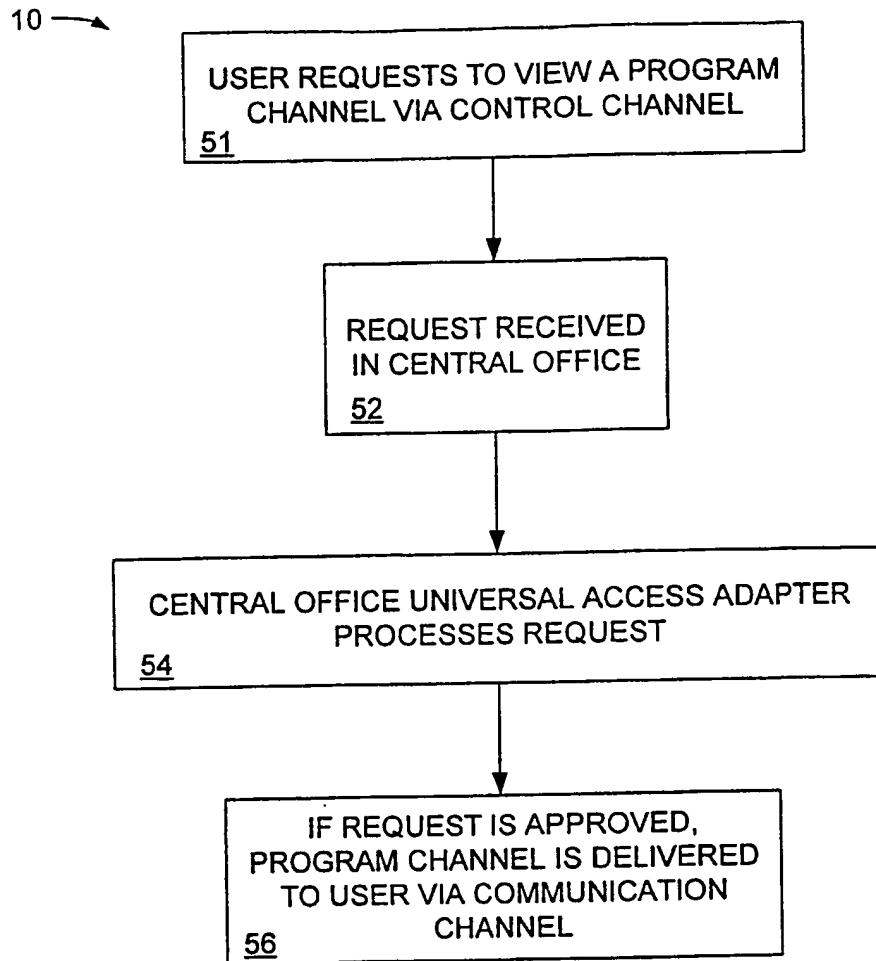 10
USER REQUESTS TO VIEW A PROGRAM
CHANNEL VIA CONTROL CHANNEL
51
REQUEST RECEIVED
IN CENTRAL OFFICE
52
CENTRAL OFFICE UNIVERSAL ACCESS ADAPTER
PROCESSES REQUEST
54
IF REQUEST IS APPROVED,
PROGRAM CHANNEL IS DELIVERED
TO USER VIA COMMUNICATION
CHANNEL
56